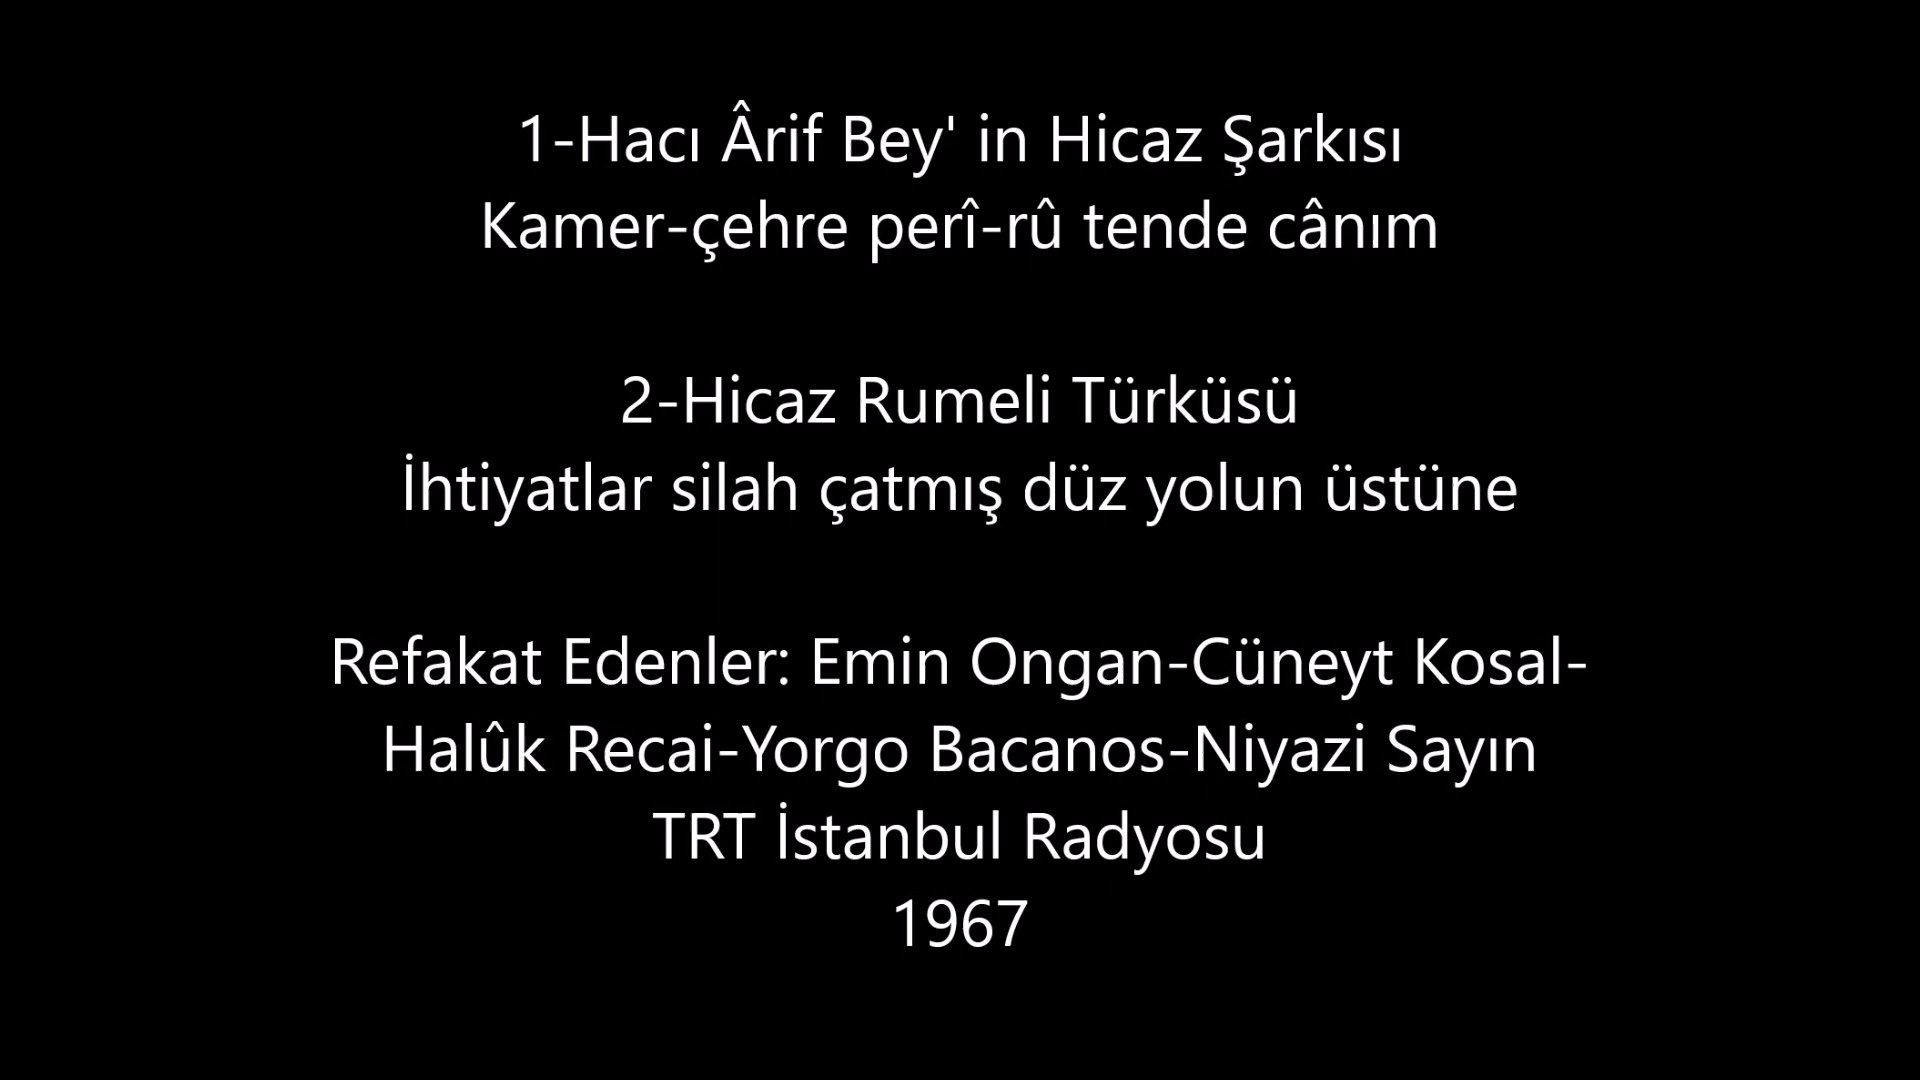 1-Hacı Ârif Bey' in Hicaz Şarkısı
Kamer-çehre perî-rû tende cânım
2-Hicaz Rumeli Türküsü
İhtiyatlar silah çatmış düz yolun üstüne
Refakat Edenler: Emin Ongan-Cüneyt Kosal-
Halûk Recai-Yorgo Bacanos-Niyazi Sayın
TRT İstanbul Radyosu
1967